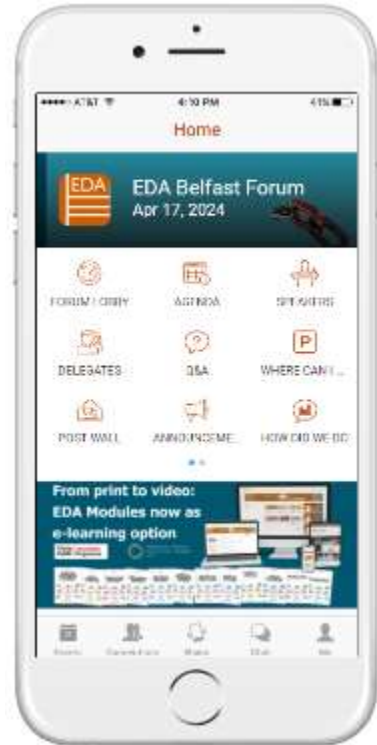 AT&T 4:10 PM 41%
Home
EDA
EDA Belfast Forum
Apr 17, 2024
FORUM LOBBY AGENDA SPEAKERS
DELEGATES Q&A WHERE CAN I ...
POST WALL ANNOUNCEME... HOW DID WE DO
From print to video:
EDA Modules now as
e-learning option